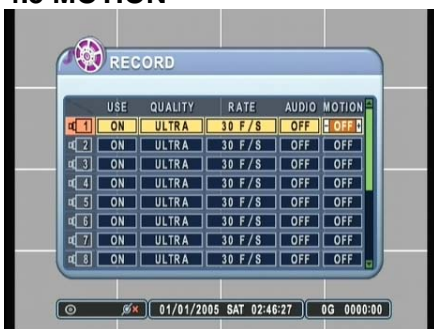 4.5 MOTION
RECORD
USE QUALITY RATE AUDIO MOTION
1 ON ULTRA 30 F/S OFF - OFF +
2 ON ULTRA 30 F/S OFF OFF
3 ON ULTRA 30 F/S OFF OFF
4 ON ULTRA 30 F/S OFF OFF
5 ON ULTRA 30 F/S OFF OFF
6 ON ULTRA 30 F/S OFF OFF
7 ON ULTRA 30 F/S OFF OFF
8 ON ULTRA 30 F/S OFF OFF
01/01/2005 SAT 02:46:27 0G 0000:00